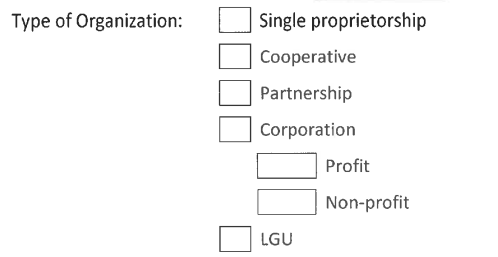 Type of Organization: Single proprietorship
Cooperative
Partnership
Corporation
Profit
Non-profit
LGU